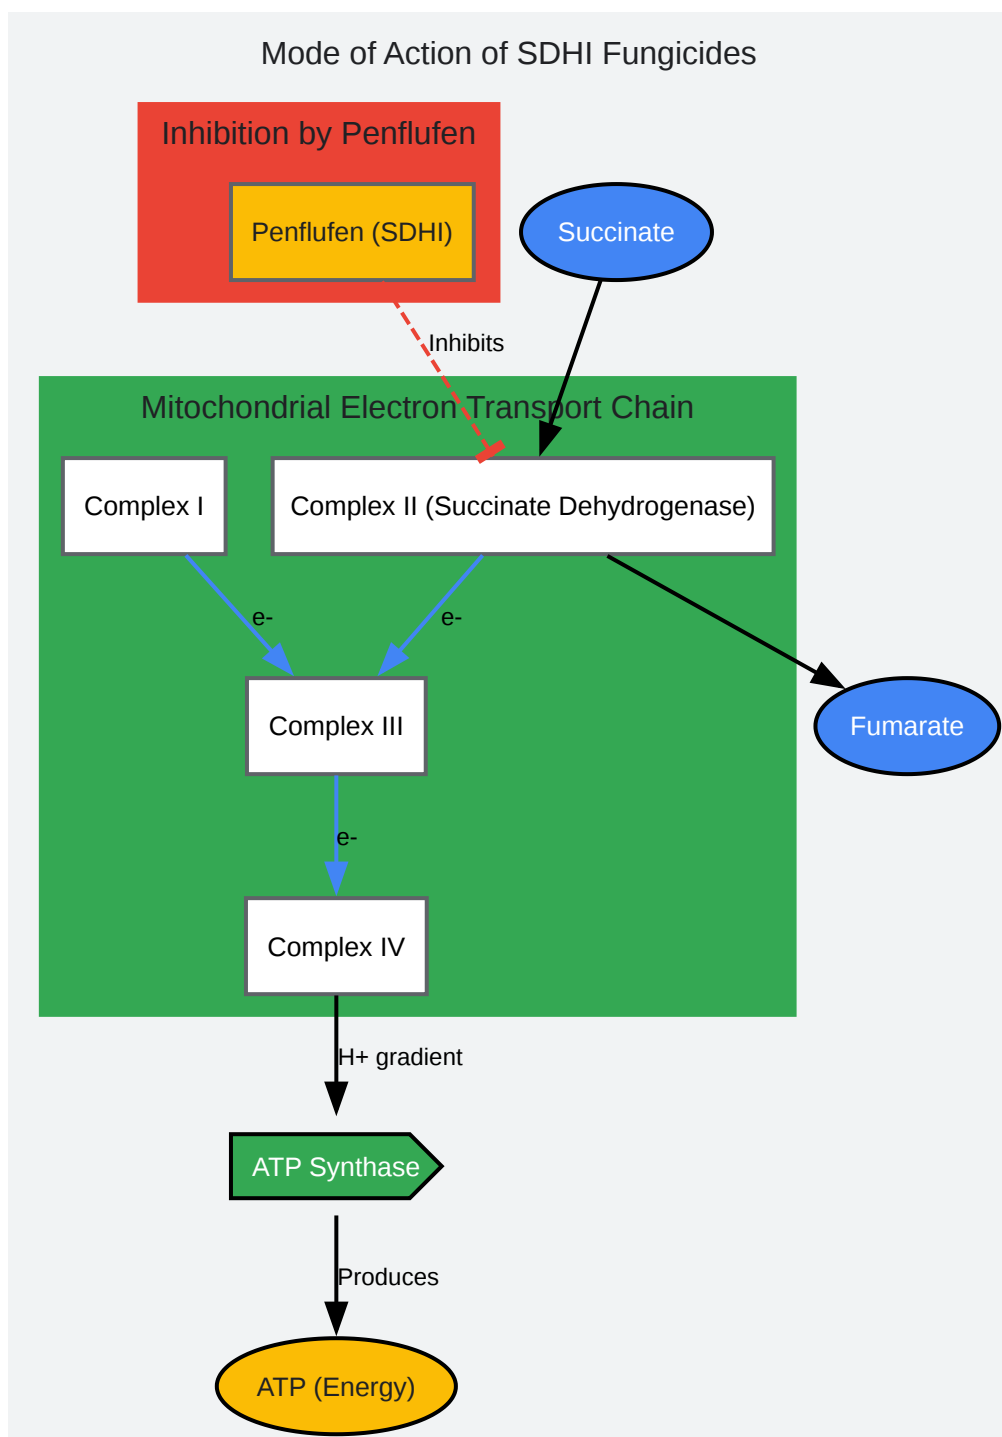 Mode of Action of SDHI Fungicides
Inhibition by Penflufen
Penflufen (SDHI)
Succinate
Inhibits
Mitochondrial Electron Transport Chain
Complex I
Complex II (Succinate Dehydrogenase)
e-
e-
Complex III
Fumarate
e-
Complex IV
H+ gradient
ATP Synthase
Produces
ATP (Energy)